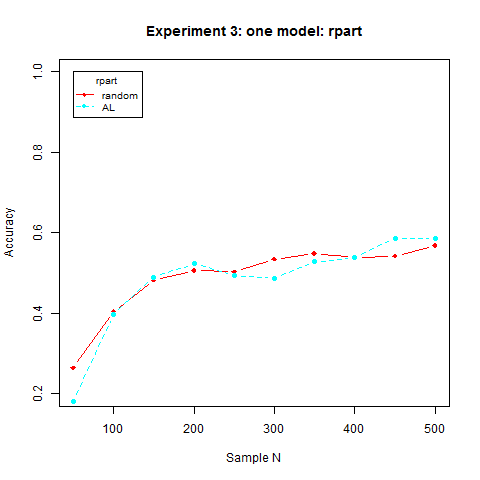 Experiment 3: one model: rpart
rpart
random
AL
Accuracy
1.0
0.8
0.6
0.4
0.2
100 200 300 400 500
Sample N